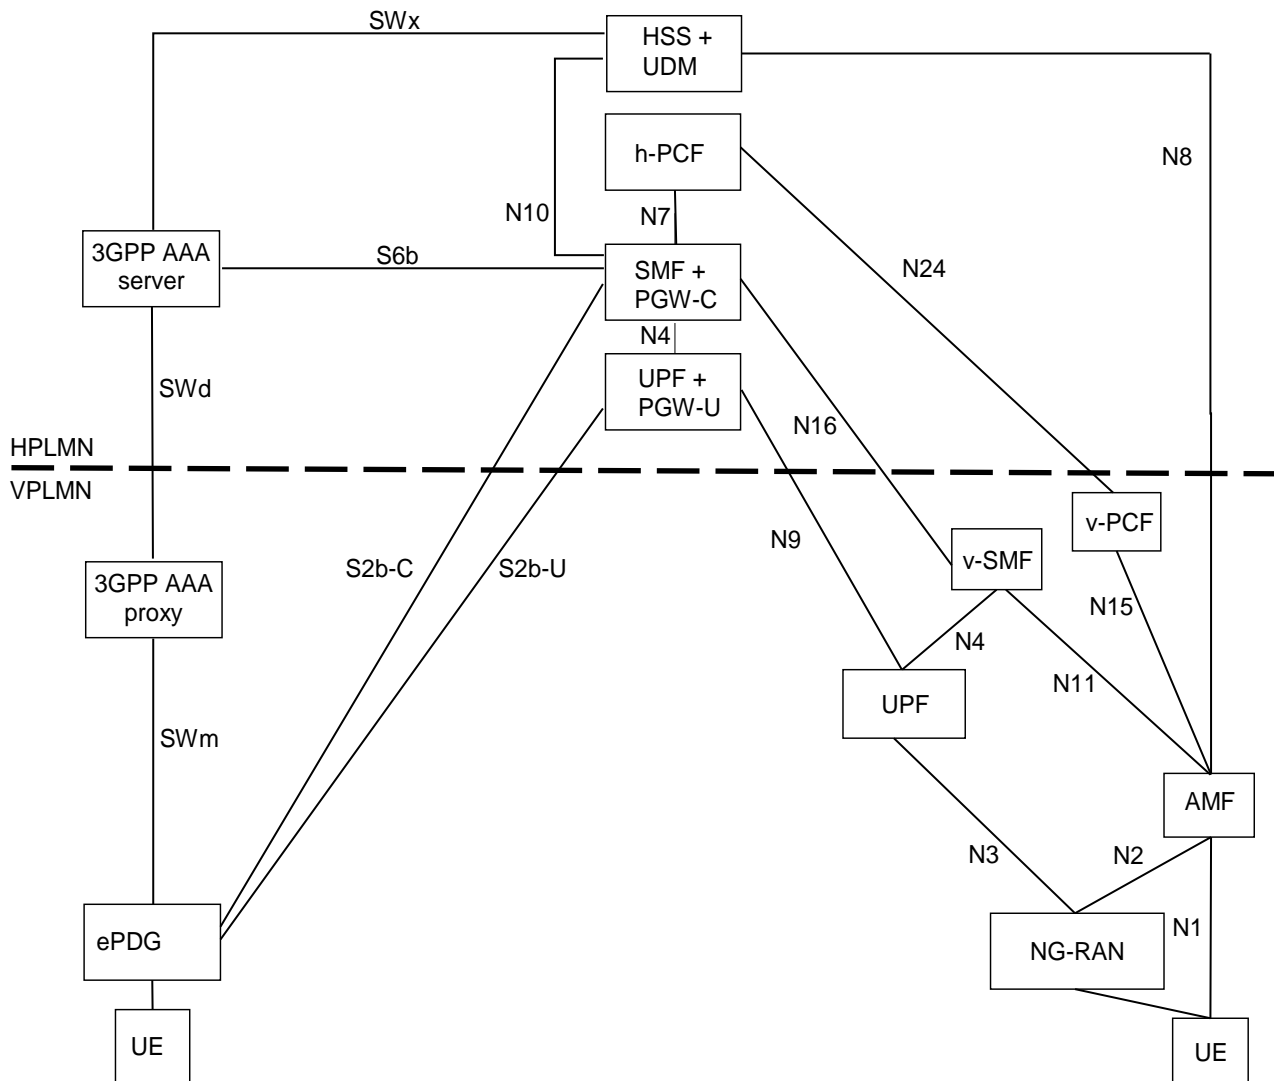 SWx
HSS +
UDM
h-PCF
N8
N10
N7
3GPP AAA
server
S6b
SMF +
PGW-C
N24
N4
SWd
UPF +
PGW-U
N16
HPLMN
VPLMN
v-PCF
N9
v-SMF
S2b-C
S2b-U
3GPP AAA
proxy
N15
N4
N11
UPF
SWm
AMF
N3
N2
ePDG
N1
NG-RAN
UE
UE